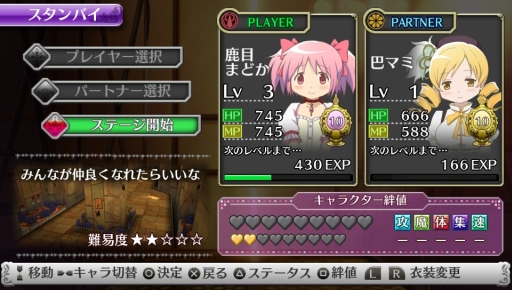 スタンバイ
プレイヤー選択
パートナー選択
ステージ開始
みんなが仲良くなれたらいいな
難易度★★☆☆☆
PLAYER
鹿目
まどか
Lv 3
HP 745
MP 745
10
次のレベルまで…
430 EXP
PARTNER
巴マミ
Lv 1
HP 666
MP 588
10
次のレベルまで…
166 EXP
キャラクター絆値
攻 魔 体 集 速
– – – – –
移動 キャラ切替 ○決定 ×戻る △ステータス □絆値 L R 衣装変更